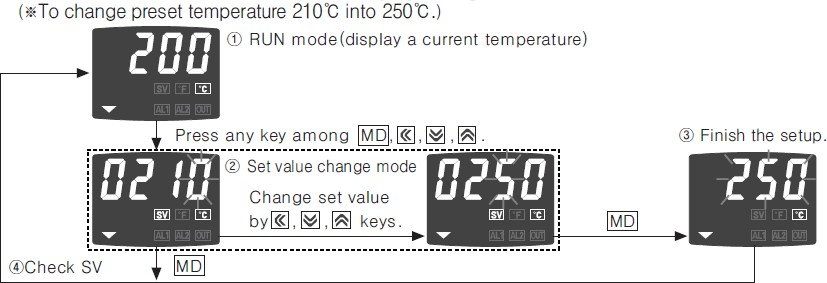 (※To change preset temperature 210℃ into 250℃.)
200
① RUN mode(display a current temperature)
SV °F °C
AL1 AL2 OUT
Press any key among MD, ≪, ︾, ︽.
③ Finish the setup.
0210
② Set value change mode
0250
250
Change set value
by ≪, ︾, ︽ keys.
SV °F °C
SV °F °C
SV °F °C
MD
AL1 AL2 OUT
AL1 AL2 OUT
AL1 AL2 OUT
④Check SV
MD